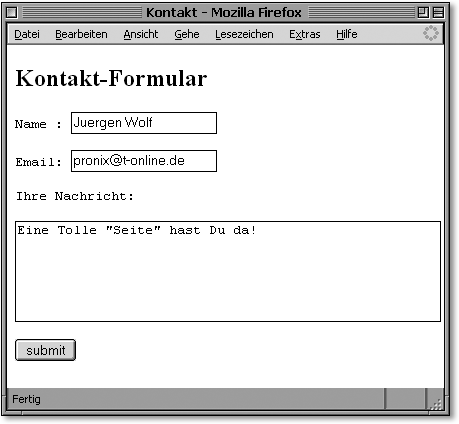 Kontakt - Mozilla Firefox
Datei Bearbeiten Ansicht Gehe Lesezeichen Extras Hilfe
Kontakt-Formular
Name : Juergen Wolf
Email: pronix@t-online.de
Ihre Nachricht:
Eine Tolle "Seite" hast Du da!
submit
Fertig